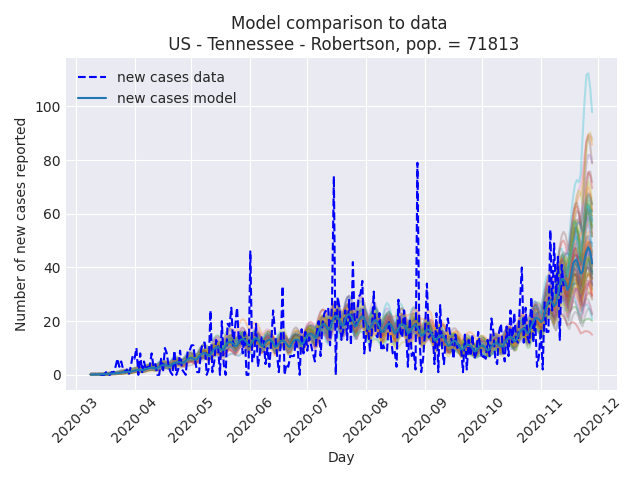 Model comparison to data
US - Tennessee - Robertson, pop. = 71813
new cases data
new cases model
Number of new cases reported
100
80
60
40
20
0
2020-03
2020-04
2020-05
2020-06
2020-07
2020-08
2020-09
2020-10
2020-11
2020-12
Day